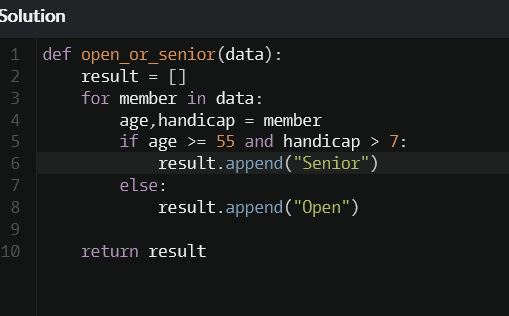 Solution
1 def open_or_senior(data):
2     result = []
3     for member in data:
4         age,handicap = member
5         if age >= 55 and handicap > 7:
6             result.append("Senior")
7         else:
8             result.append("Open")
9
10     return result